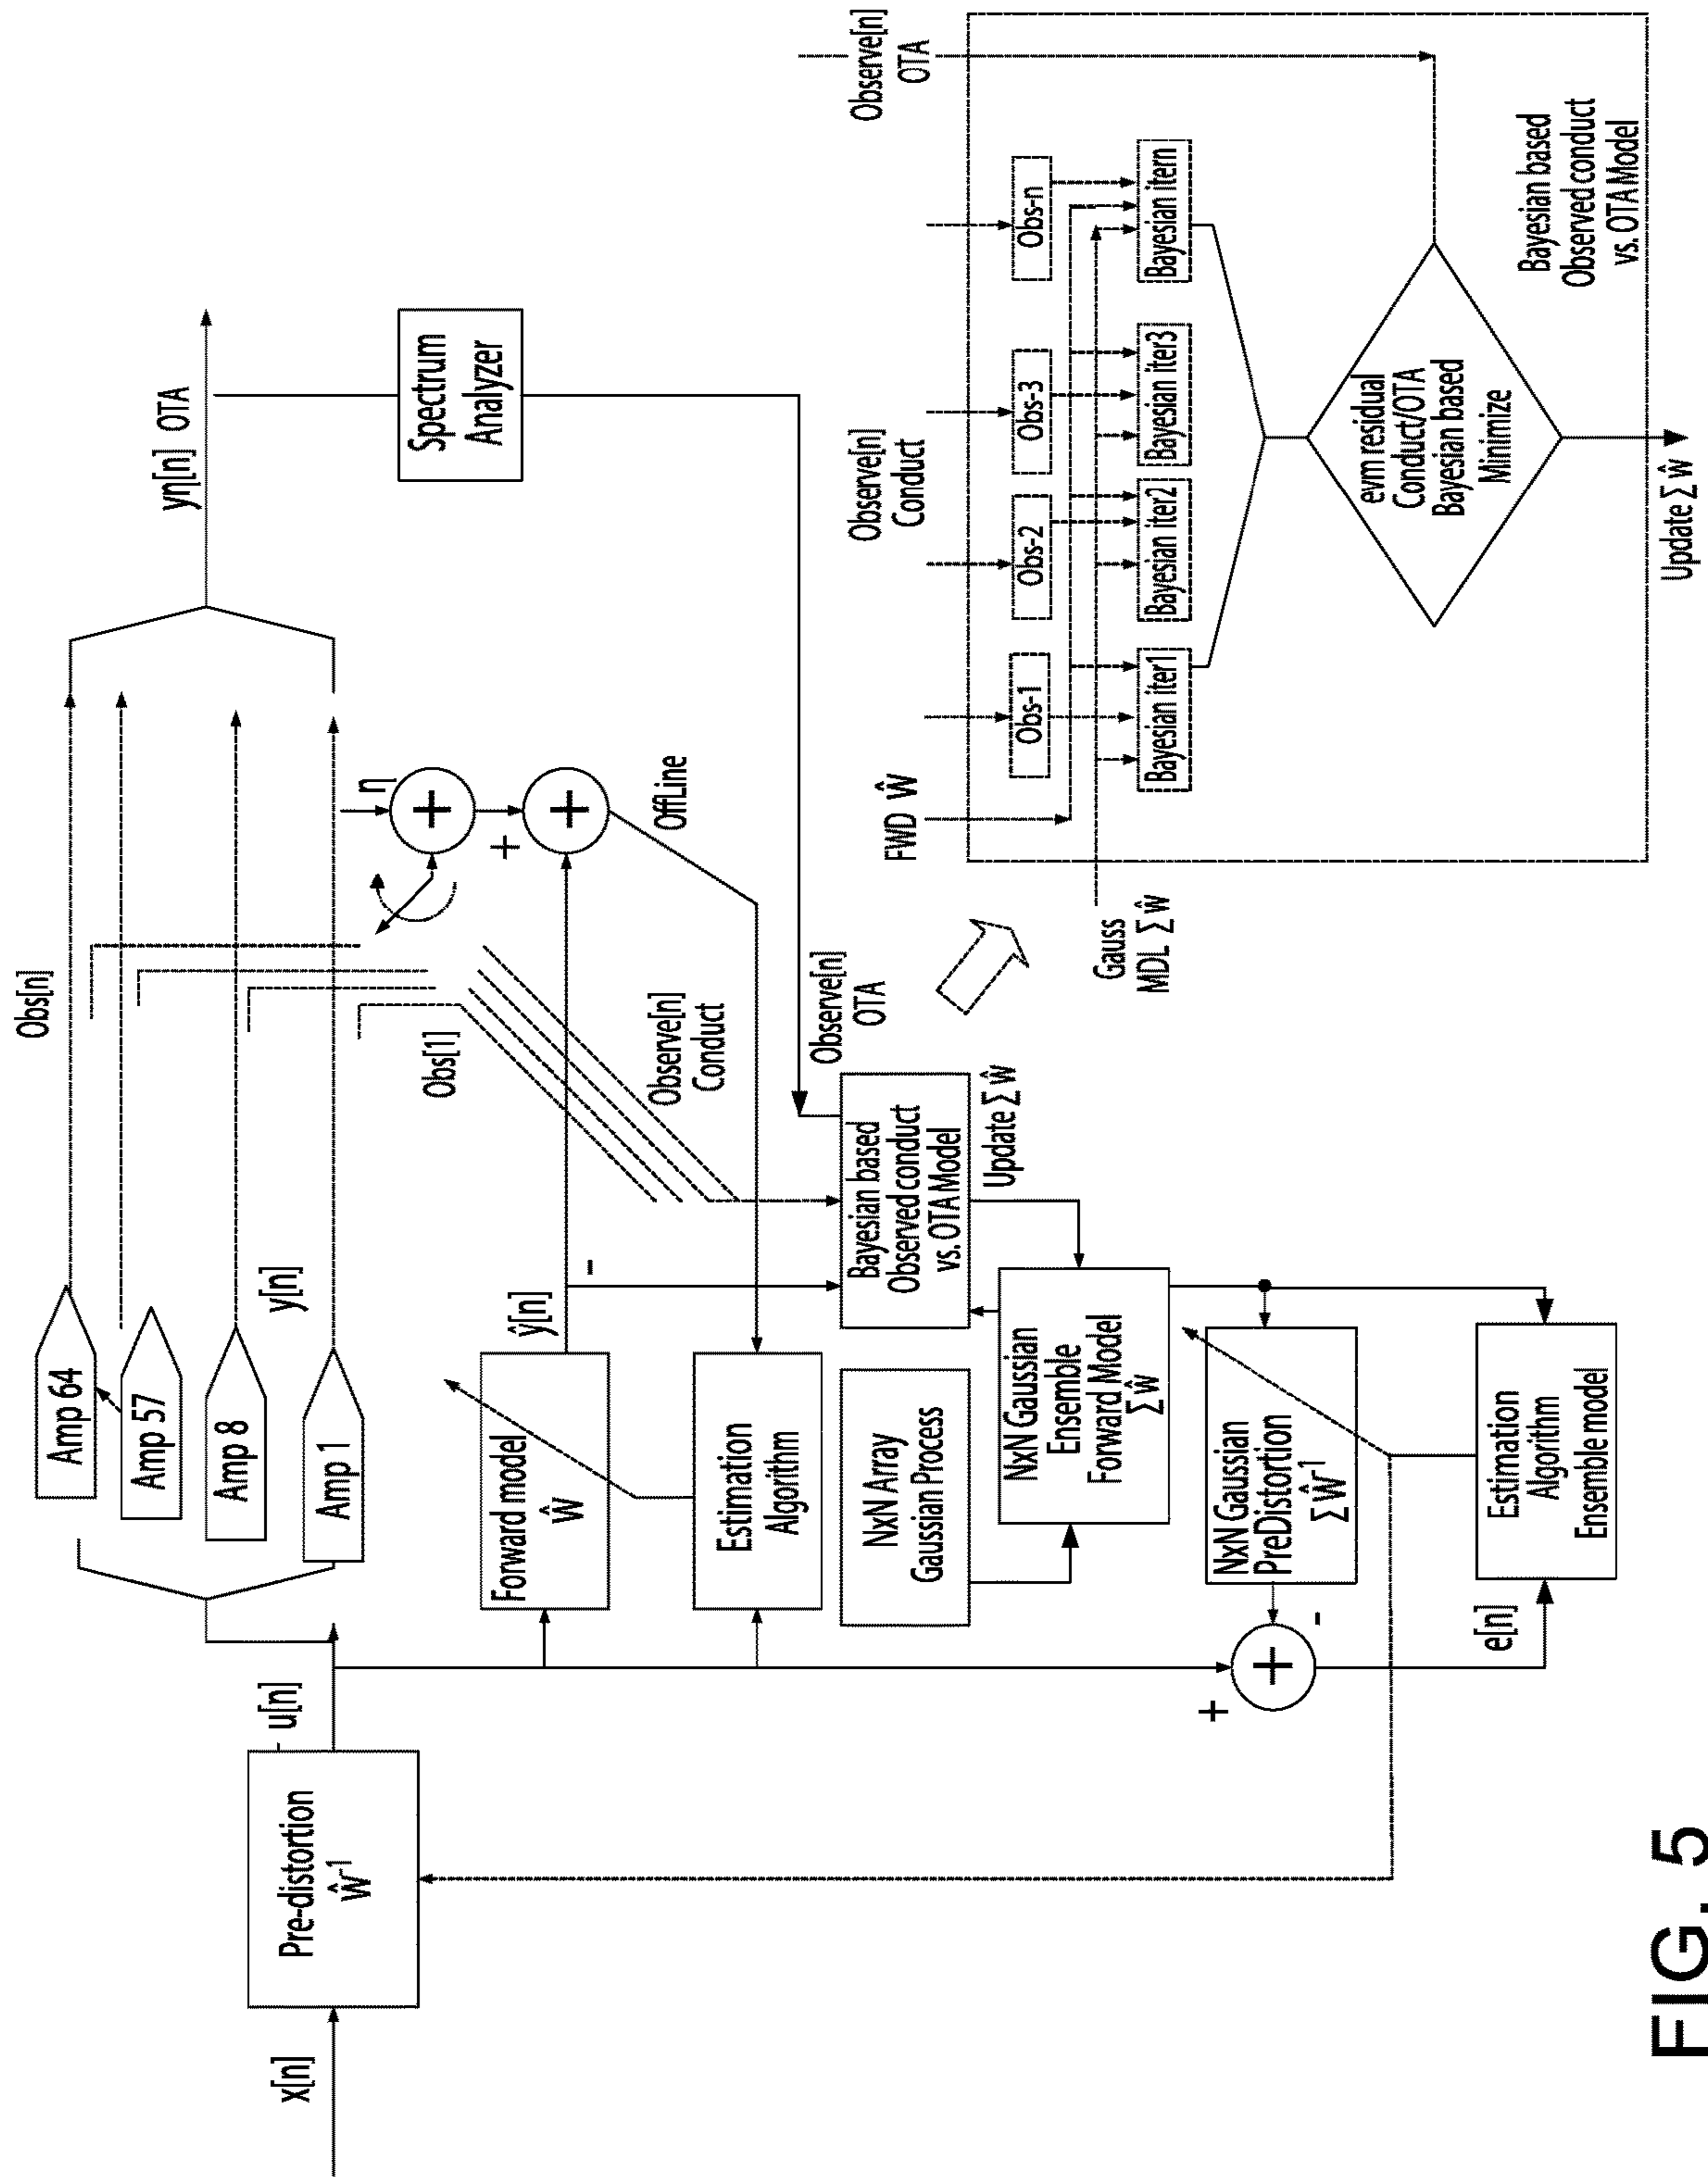 x[n]
Pre-distortion
Ŵ⁻¹
u[n]
Amp 64
Amp 57
Amp 8
Amp 1
y[n]
Obs[n]
yη[n] OTA
Spectrum
Analyzer
η
+
+
+
OffLine
Obs[1]
Observe[n]
Conduct
Forward model
Ŵ
ŷ[n]
-
Estimation
Algorithm
Observe[n]
OTA
NxN Array
Gaussian Process
Bayesian based
Observed conduct
vs. OTA Model
Update Σ ŵ
NxN Gaussian
Ensemble
Forward Model
Σ ŵ
NxN Gaussian
PreDistortion
Σ Ŵ⁻¹
+
+
-
e[n]
Estimation
Algorithm
Ensemble model
FWD Ŵ
Gauss
MDL Σ ŵ
Observe[n]
Conduct
Observe[n]
OTA
Obs-1
Obs-2
Obs-3
Obs-n
Bayesian iter1
Bayesian iter2
Bayesian iter3
Bayesian itern
evm residual
Conduct/OTA
Bayesian based
Minimize
Bayesian based
Observed conduct
vs. OTA Model
Update Σ ŵ
FIG. 5